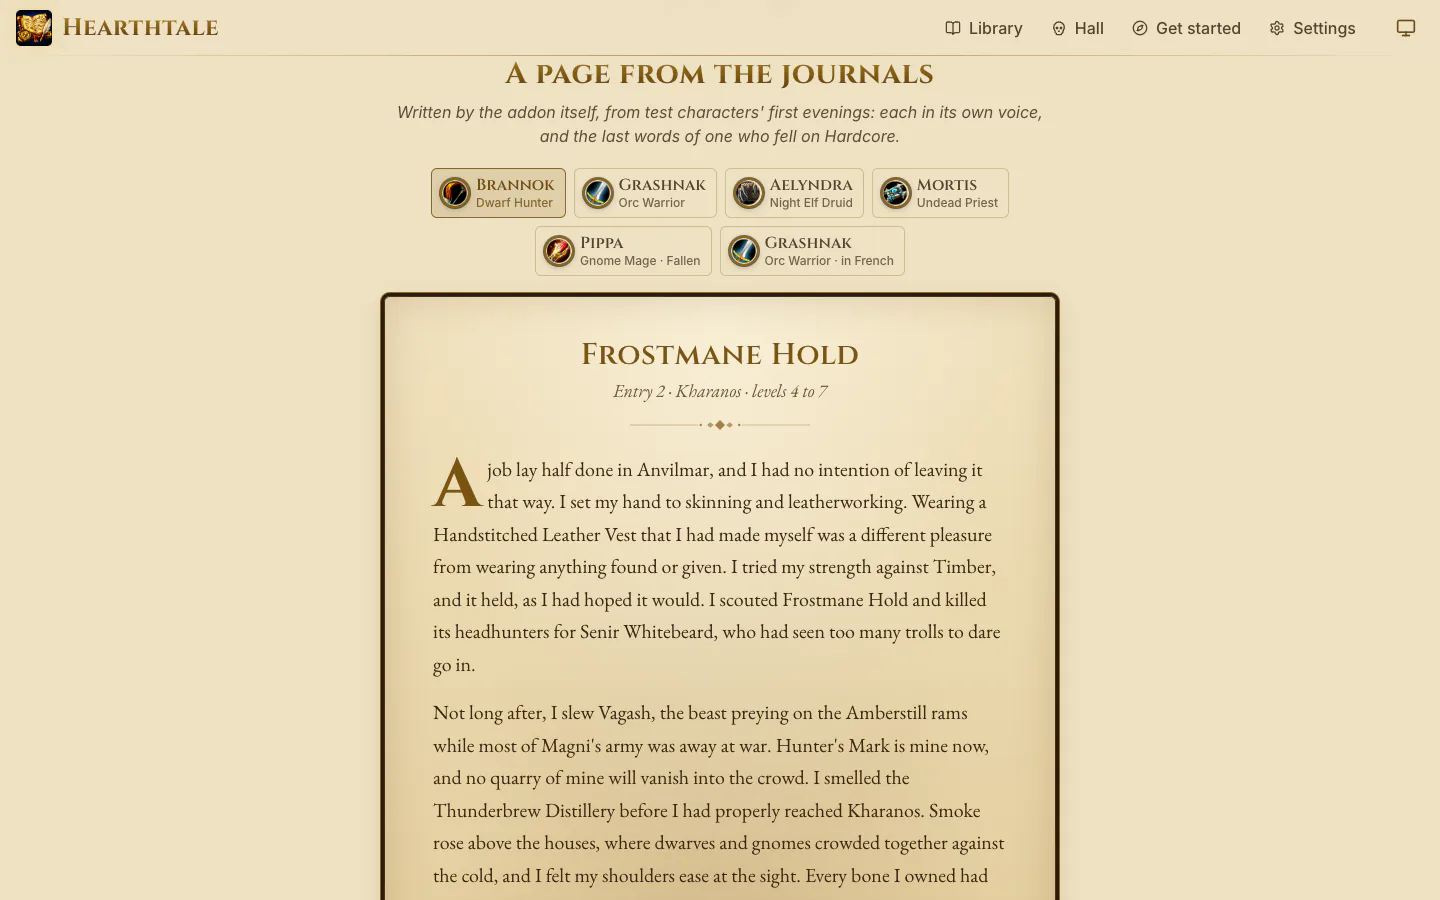 Hearthtale
Library
Hall
Get started
Settings
A page from the journals
Written by the addon itself, from test characters' first evenings: each in its own voice,
and the last words of one who fell on Hardcore.
Brannok
Dwarf Hunter
Grashnak
Orc Warrior
Aelyndra
Night Elf Druid
Mortis
Undead Priest
Pippa
Gnome Mage · Fallen
Grashnak
Orc Warrior · in French
Frostmane Hold
Entry 2 · Kharanos · levels 4 to 7
A job lay half done in Anvilmar, and I had no intention of leaving it
that way. I set my hand to skinning and leatherworking. Wearing a
Handstitched Leather Vest that I had made myself was a different pleasure
from wearing anything found or given. I tried my strength against Timber,
and it held, as I had hoped it would. I scouted Frostmane Hold and killed
its headhunters for Senir Whitebeard, who had seen too many trolls to dare
go in.
Not long after, I slew Vagash, the beast preying on the Amberstill rams
while most of Magni's army was away at war. Hunter's Mark is mine now,
and no quarry of mine will vanish into the crowd. I smelled the
Thunderbrew Distillery before I had properly reached Kharanos. Smoke
rose above the houses, where dwarves and gnomes crowded together against
the cold, and I felt my shoulders ease at the sight. Every bone I owned had